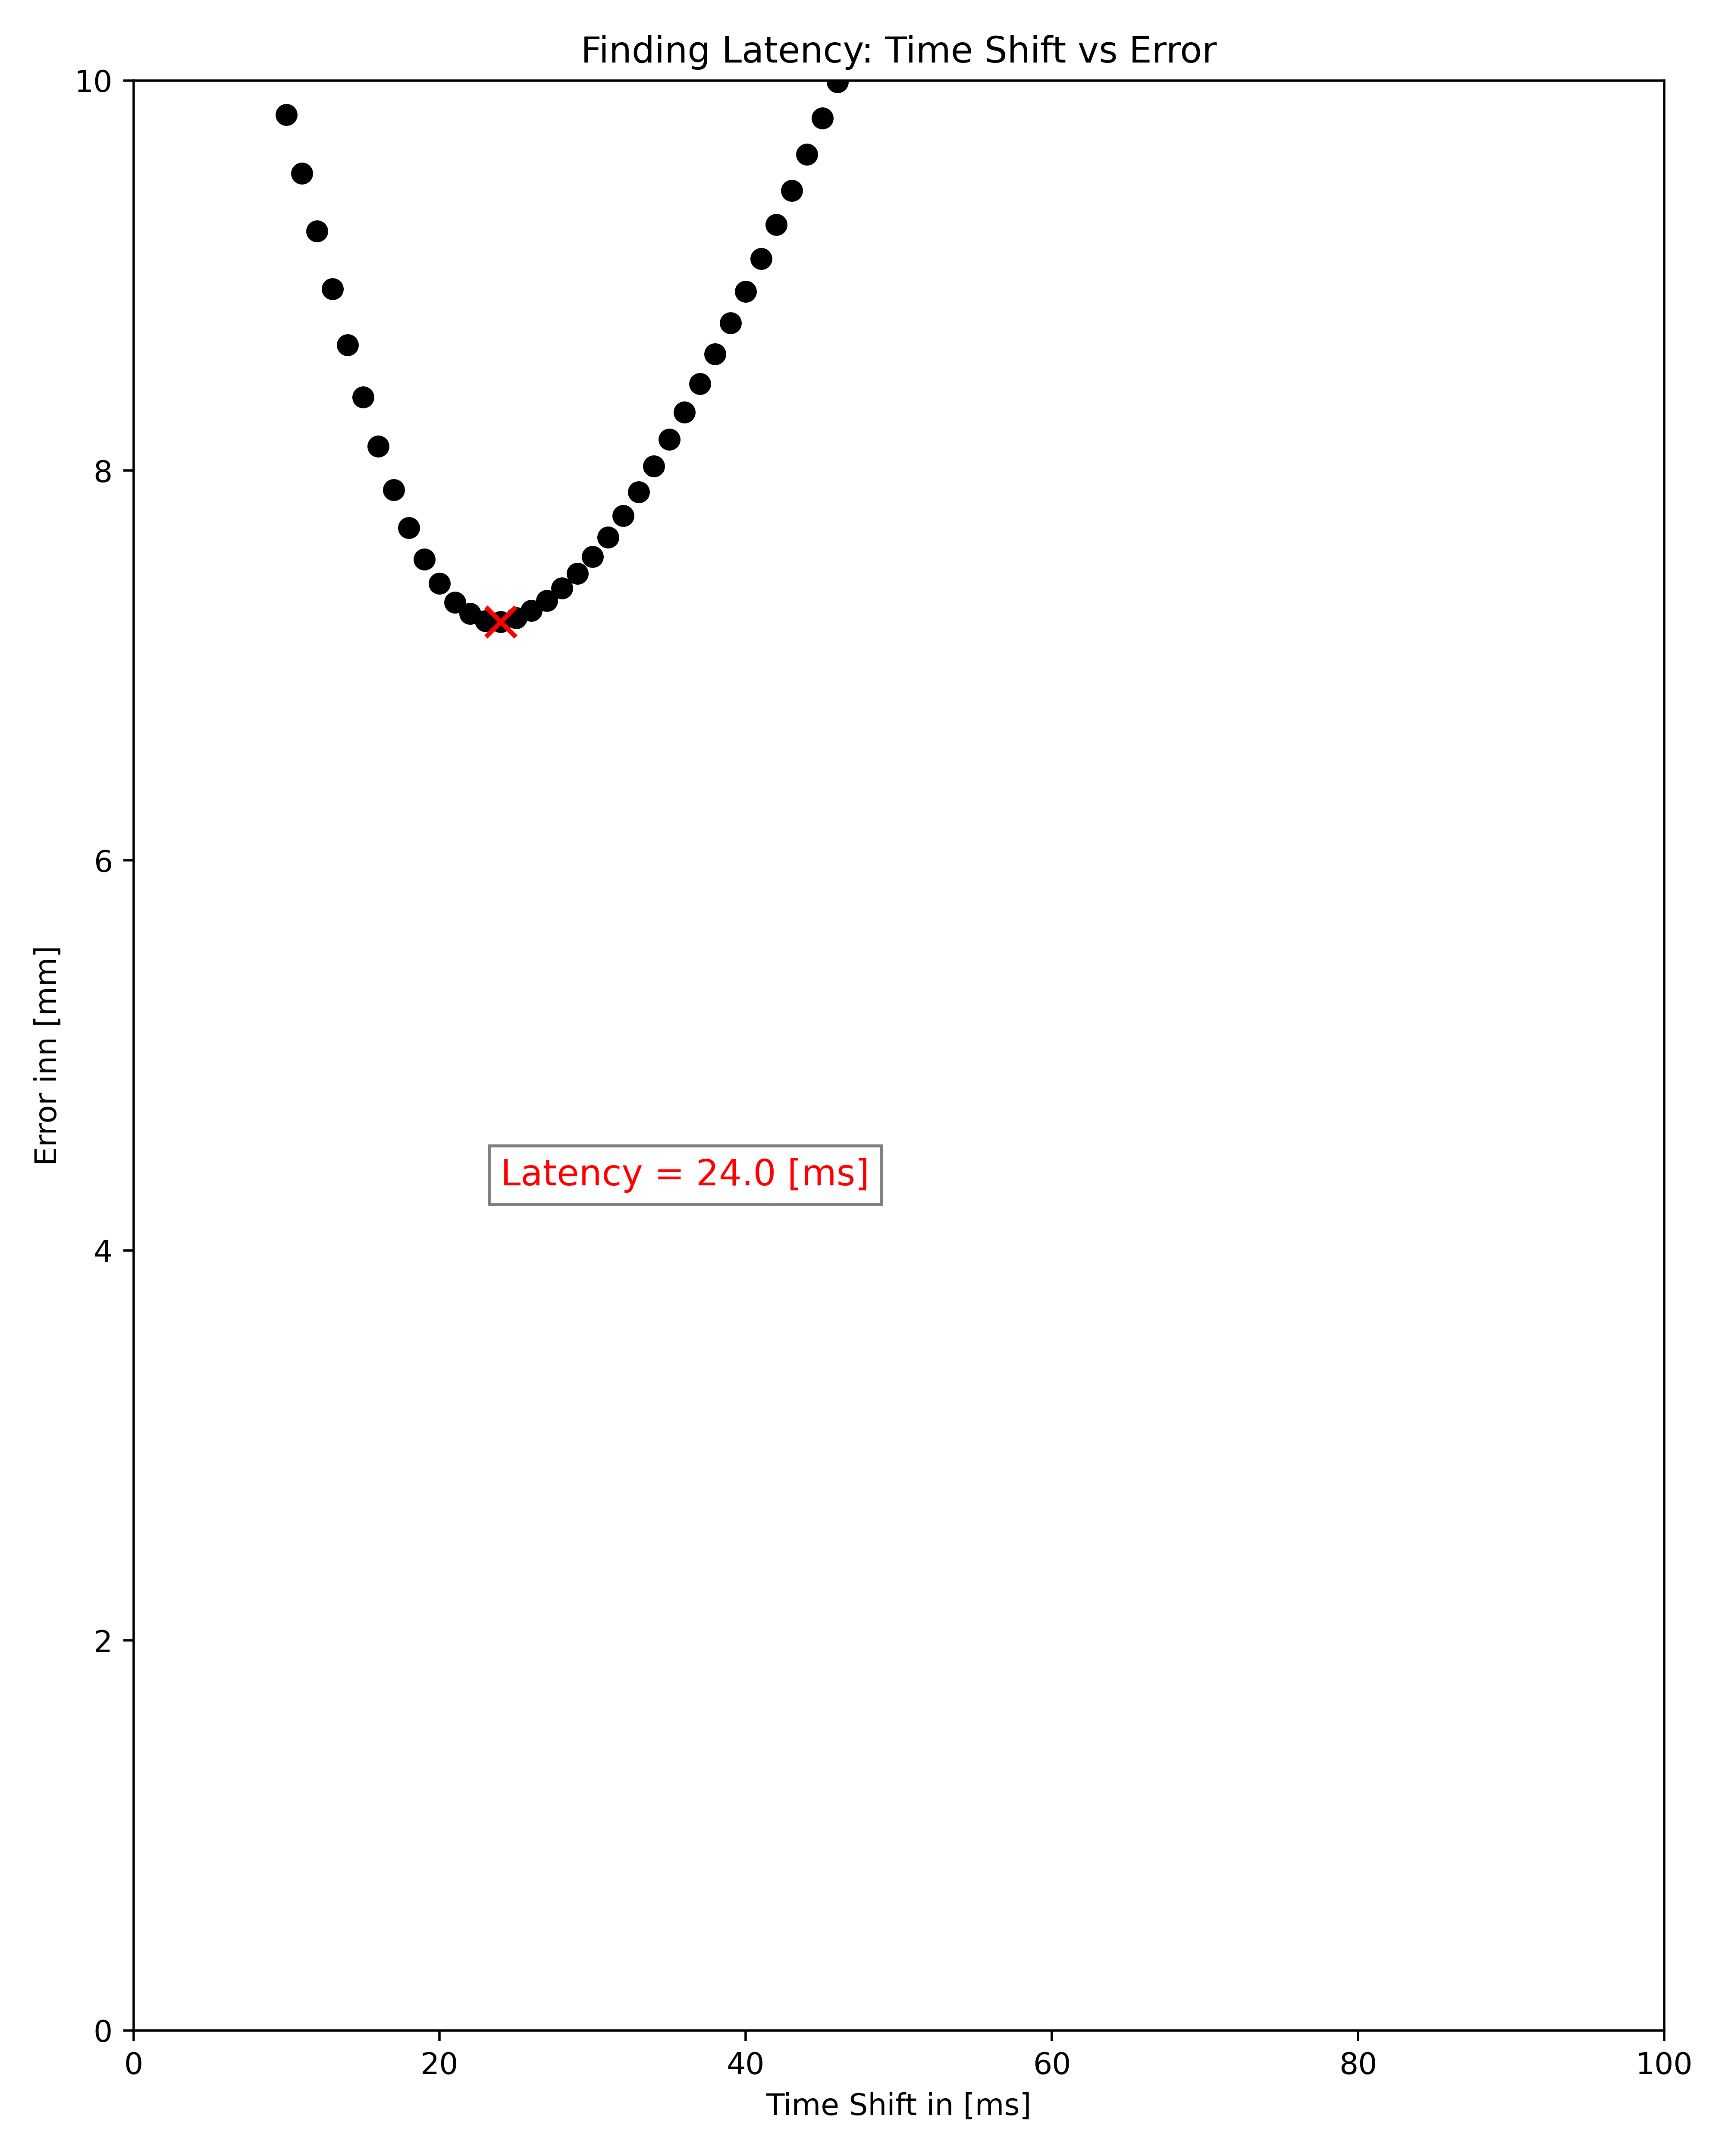 Finding Latency: Time Shift vs Error
10
8
6
4
2
0
Error inn [mm]
Latency = 24.0 [ms]
0 20 40 60 80 100
Time Shift in [ms]